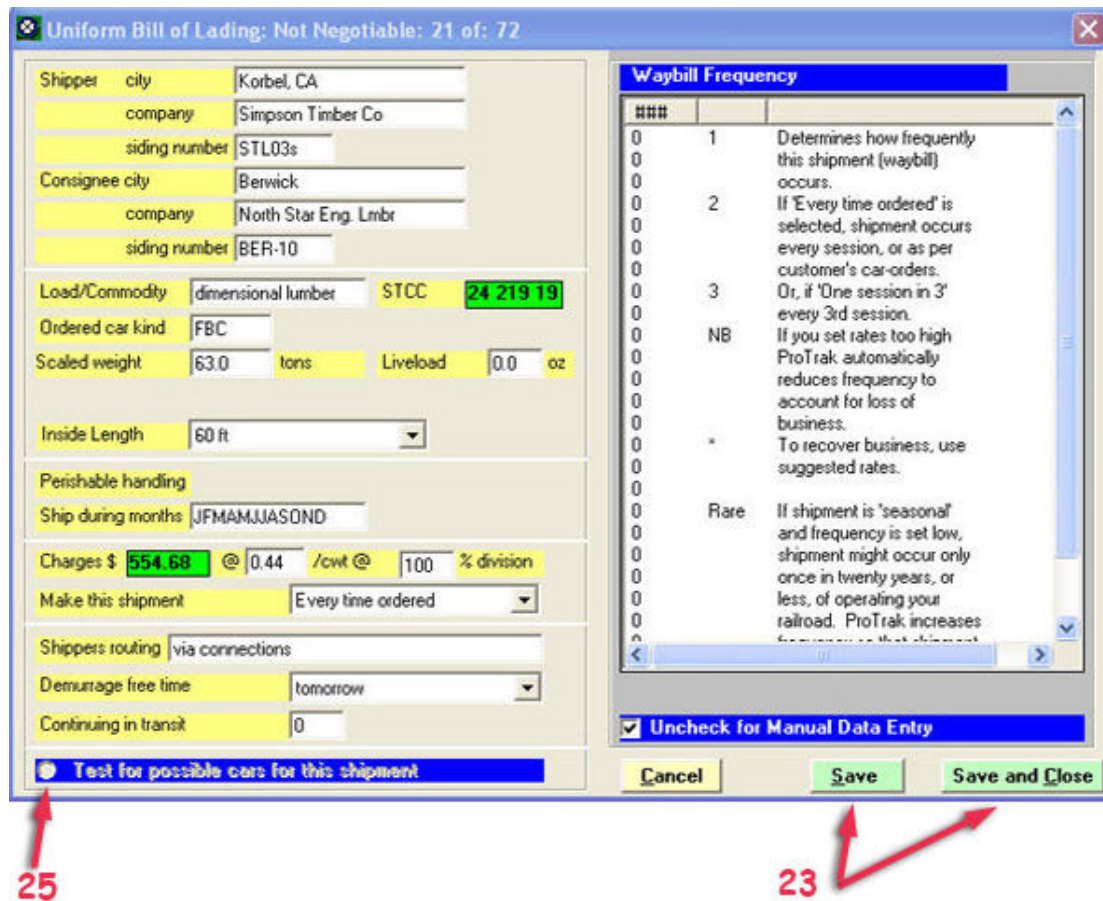 Uniform Bill of Lading: Not Negotiable: 21 of: 72
Shipper city Korbel, CA
company Simpson Timber Co
siding number STL03s
Consignee city Berwick
company North Star Eng. Lmbr
siding number BER-10
Load/Commodity dimensional lumber STCC 24 219 19
Ordered car kind FBC
Scaled weight 63.0 tons Liveload 0.0 oz
Inside Length 60 ft
Perishable handling
Ship during months JFMAMJJASOND
Charges $ 554.68 @ 0.44 /cwt @ 100 % division
Make this shipment Every time ordered
Shippers routing via connections
Demurrage free time tomorrow
Continuing in transit 0
Test for possible cars for this shipment
Waybill Frequency
###
0 1 Determines how frequently
0 this shipment (waybill)
0 occurs.
0 2 If 'Every time ordered' is
0 selected, shipment occurs
0 every session, or as per
0 customer's car-orders.
0 3 Or, if 'One session in 3'
0 every 3rd session.
0 NB If you set rates too high
0 ProTrak automatically
0 reduces frequency to
0 account for loss of
0 business.
0 * To recover business, use
0 suggested rates.
0
0 Rare If shipment is 'seasonal'
0 and frequency is set low,
0 shipment might occur only
0 once in twenty years, or
0 less, of operating your
0 railroad. ProTrak increases
Uncheck for Manual Data Entry
Cancel Save Save and Close
25
23